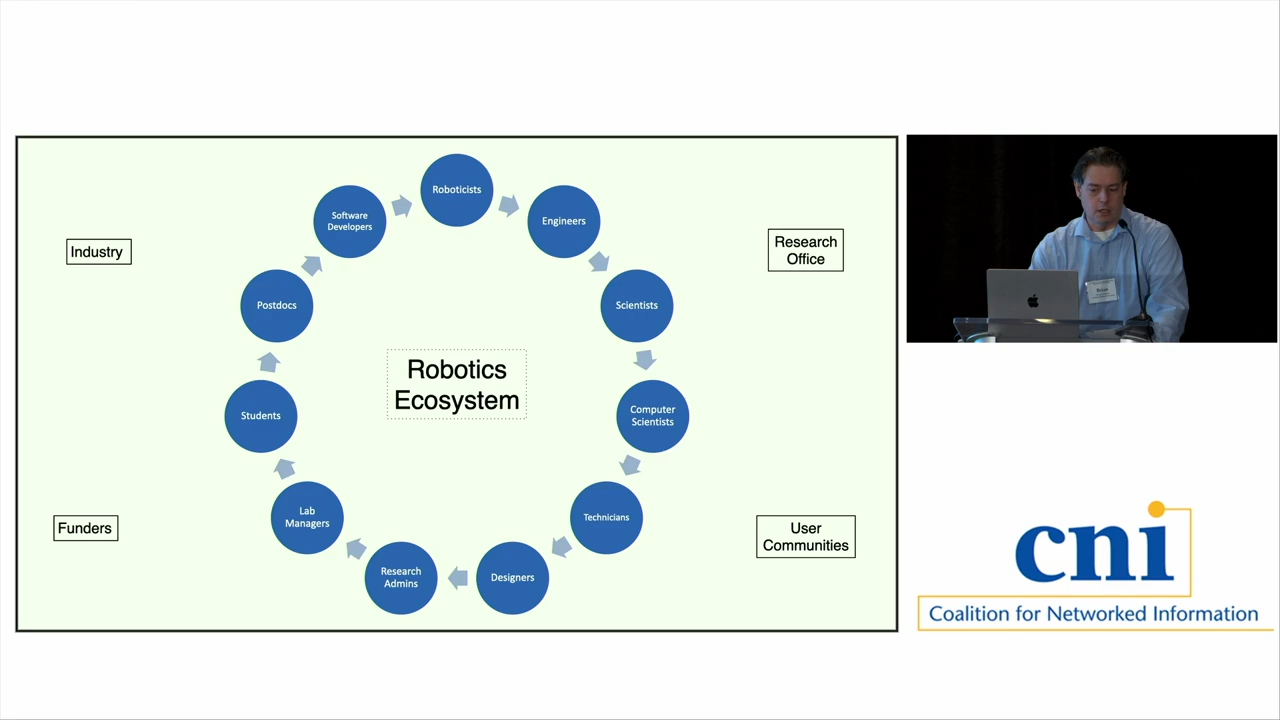 Roboticists
Engineers
Scientists
Computer
Scientists
Technicians
Designers
Research
Admins
Lab
Managers
Students
Postdocs
Software
Developers
Robotics
Ecosystem
Industry
Research
Office
Funders
User
Communities
cni
Coalition for Networked Information